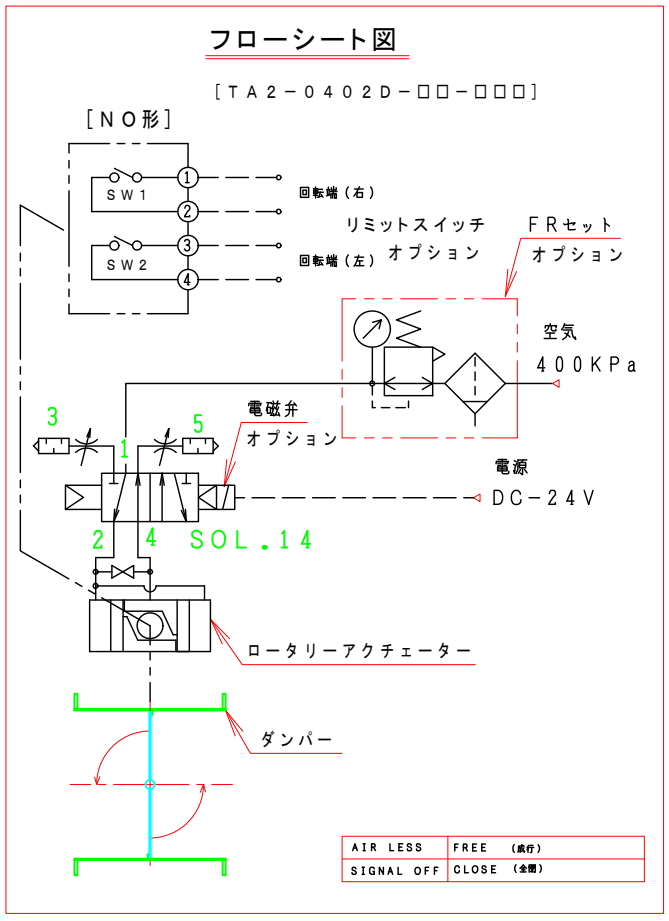 フローシート図
[TA2-0402D-□□-□□□]
[NO形]
1
SW1
2
回転端(右)
3
SW2
4
回転端(左)
リミットスイッチ
オプション
FRセット
オプション
空気
400KPa
電磁弁
オプション
3
1
5
電源
DC-24V
2
4
SOL.14
ロータリーアクチェーター
ダンパー
AIR LESS FREE (成行)
SIGNAL OFF CLOSE (全閉)